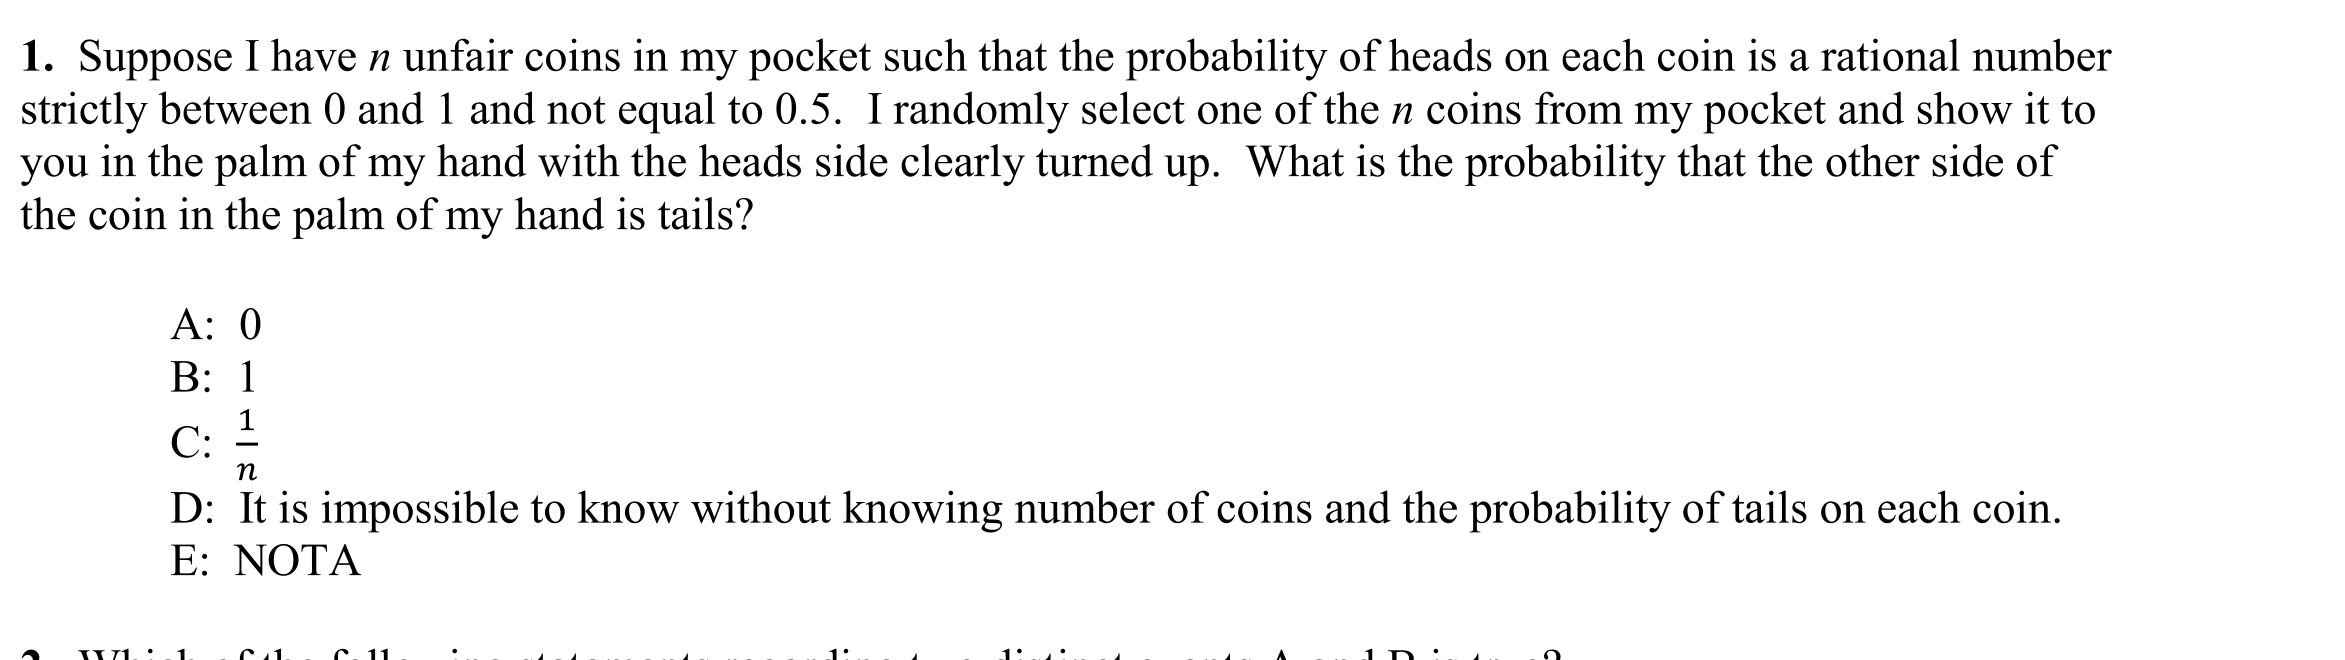 1. Suppose I have n unfair coins in my pocket such that the probability of heads on each coin is a rational number
strictly between 0 and 1 and not equal to 0.5. I randomly select one of the n coins from my pocket and show it to
you in the palm of my hand with the heads side clearly turned up. What is the probability that the other side of
the coin in the palm of my hand is tails?
A: 0
B: 1
C: 1/n
D: It is impossible to know without knowing number of coins and the probability of tails on each coin.
E: NOTA